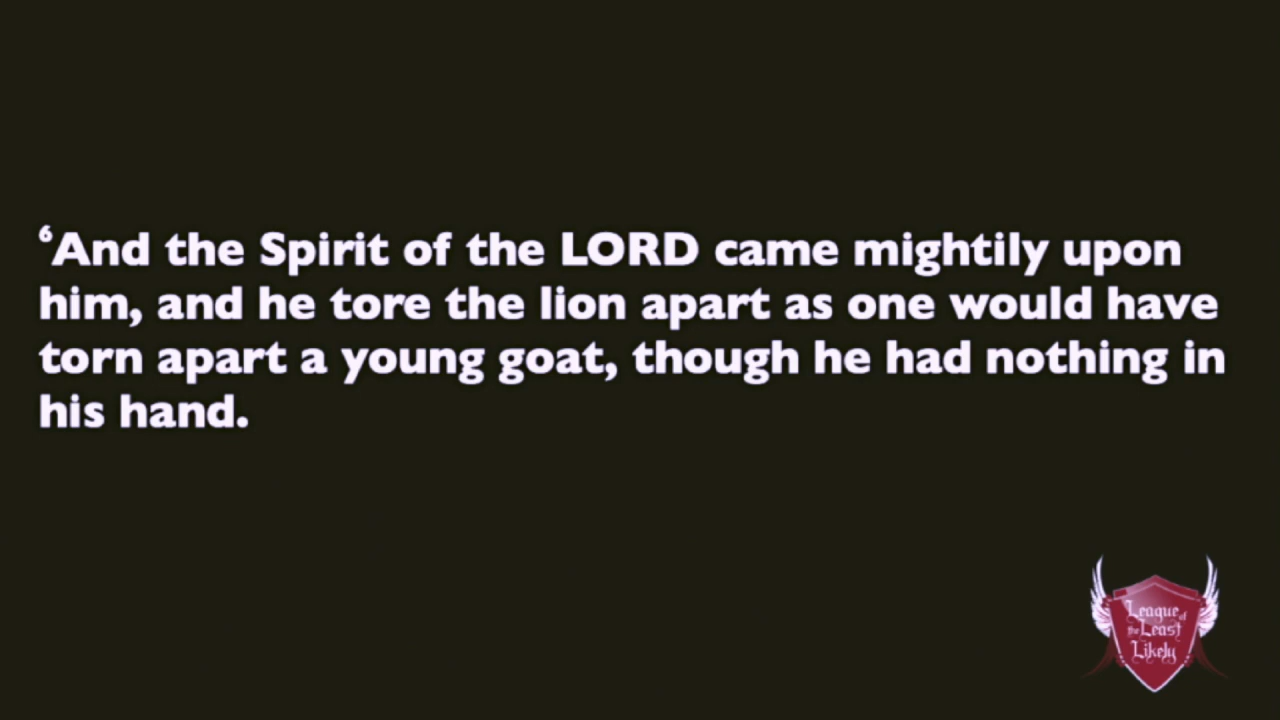 ⁶And the Spirit of the LORD came mightily upon
him, and he tore the lion apart as one would have
torn apart a young goat, though he had nothing in
his hand.
League of
the Least
Likely